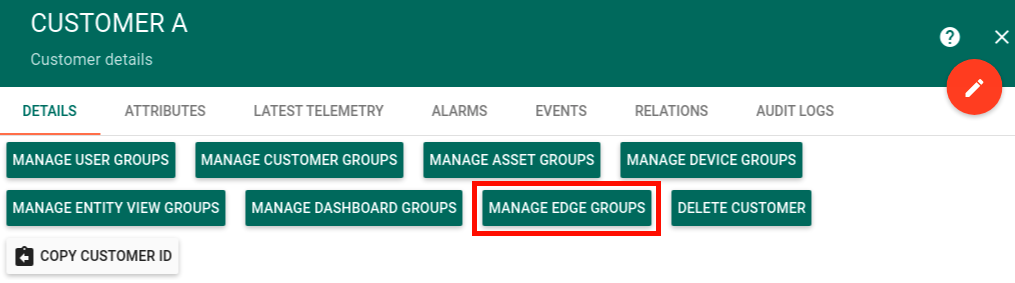 CUSTOMER A
Customer details
DETAILS ATTRIBUTES LATEST TELEMETRY ALARMS EVENTS RELATIONS AUDIT LOGS
MANAGE USER GROUPS MANAGE CUSTOMER GROUPS MANAGE ASSET GROUPS MANAGE DEVICE GROUPS
MANAGE ENTITY VIEW GROUPS MANAGE DASHBOARD GROUPS MANAGE EDGE GROUPS DELETE CUSTOMER
COPY CUSTOMER ID